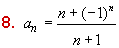 8. aₙ = (n + (−1)ⁿ) / (n + 1)